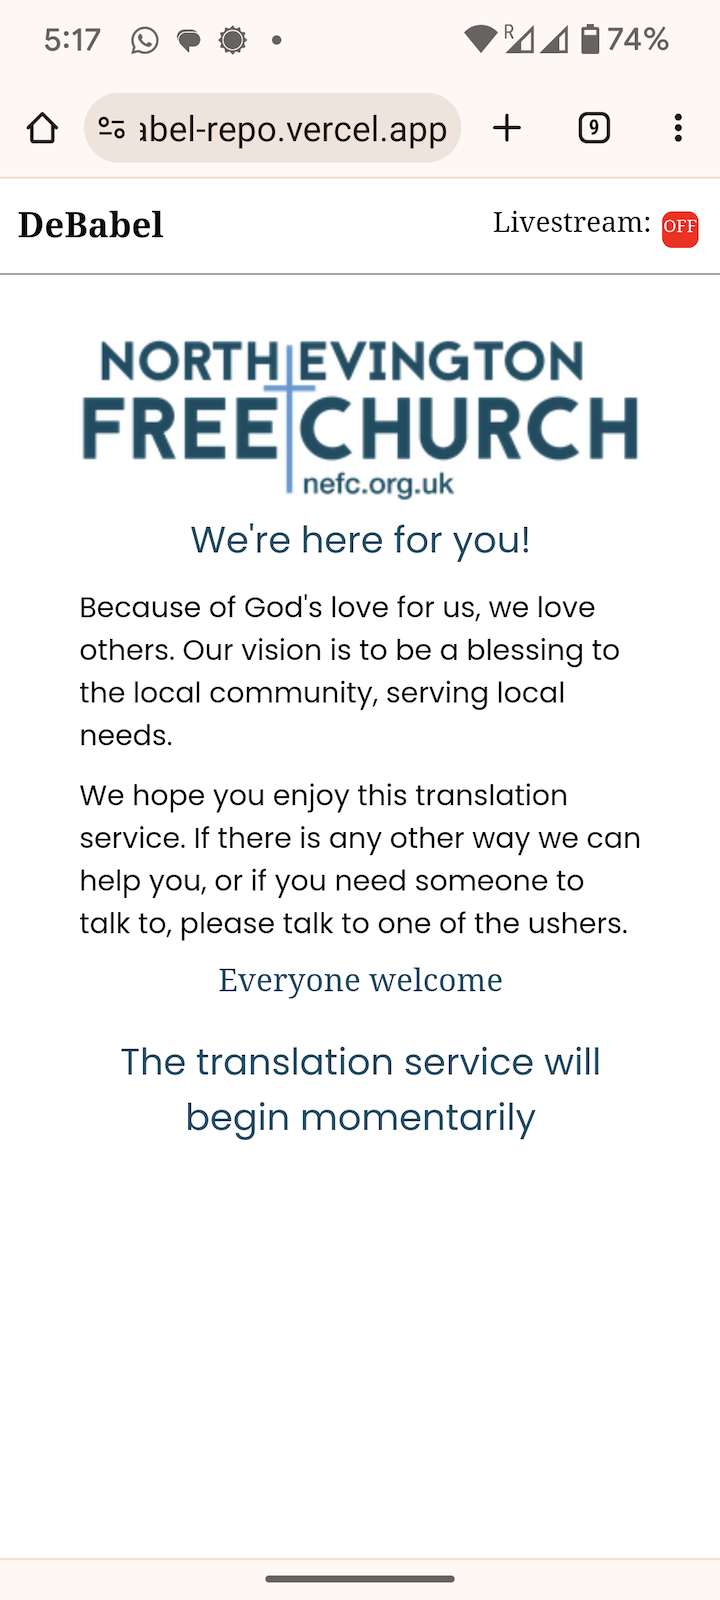 5:17
R
74%
abel-repo.vercel.app
9
DeBabel
Livestream: OFF
NORTH EVINGTON
FREE CHURCH
nefc.org.uk
We're here for you!
Because of God's love for us, we love
others. Our vision is to be a blessing to
the local community, serving local
needs.
We hope you enjoy this translation
service. If there is any other way we can
help you, or if you need someone to
talk to, please talk to one of the ushers.
Everyone welcome
The translation service will
begin momentarily